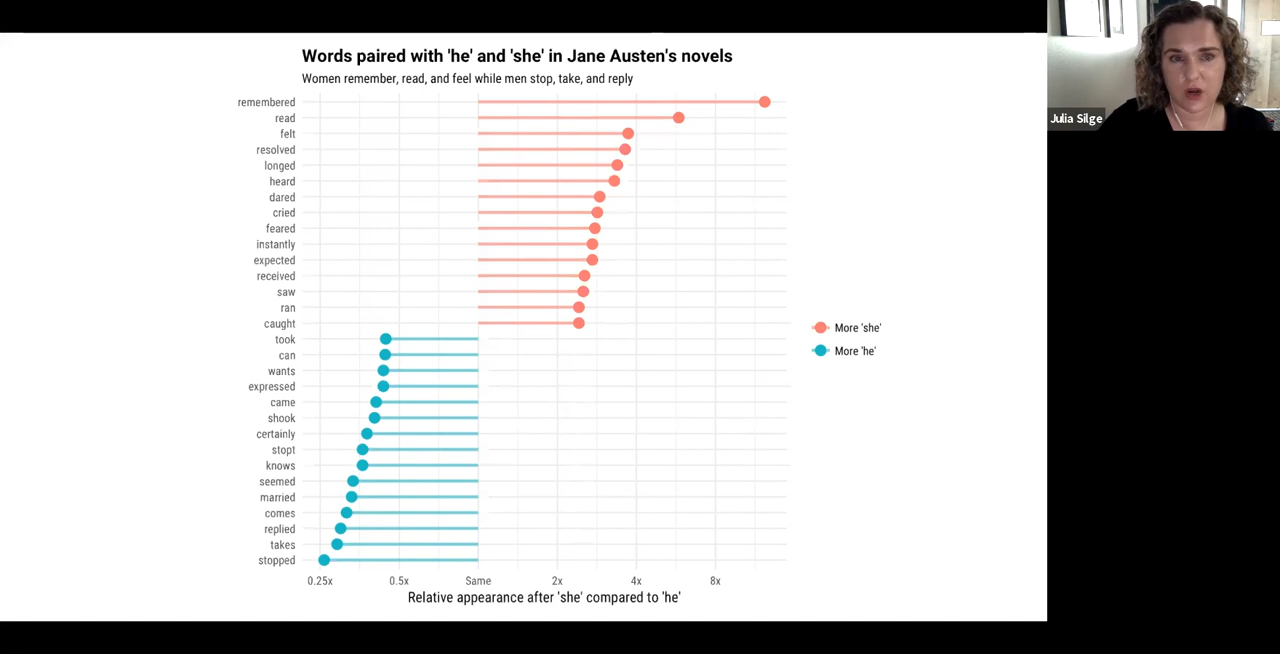 Words paired with 'he' and 'she' in Jane Austen's novels
Women remember, read, and feel while men stop, take, and reply
remembered
read
felt
resolved
longed
heard
dared
cried
feared
instantly
expected
received
saw
ran
caught
took
can
wants
expressed
came
shook
certainly
stopt
knows
seemed
married
comes
replied
takes
stopped
0.25x 0.5x Same 2x 4x 8x
Relative appearance after 'she' compared to 'he'
More 'she'
More 'he'
Julia Silge